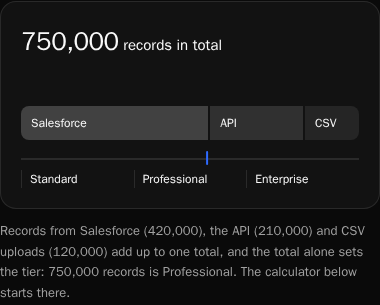 750,000 records in total
Salesforce API CSV
Standard Professional Enterprise
Records from Salesforce (420,000), the API (210,000) and CSV
uploads (120,000) add up to one total, and the total alone sets
the tier: 750,000 records is Professional. The calculator below
starts there.